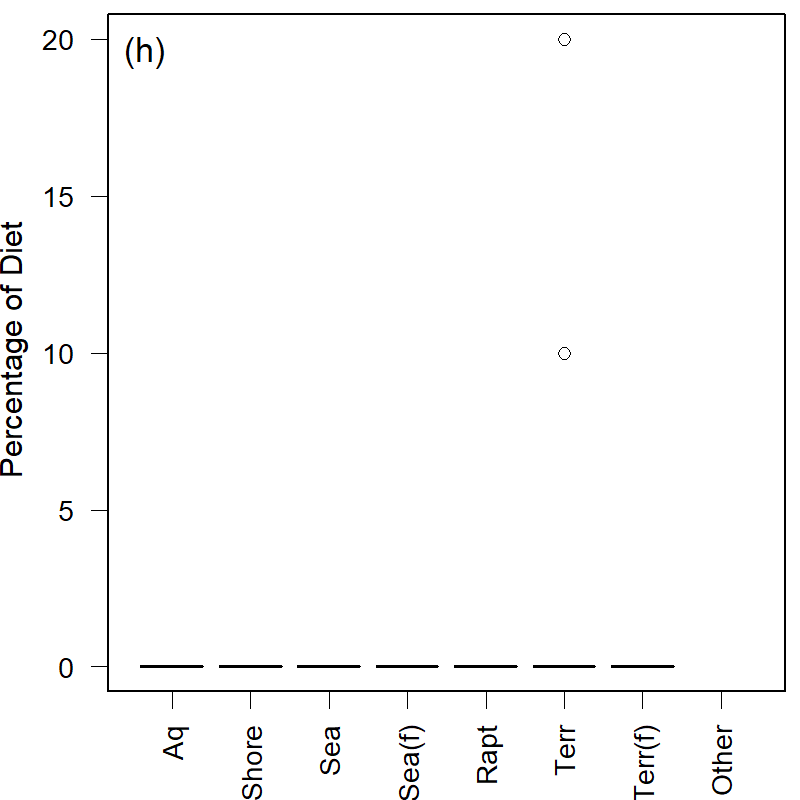 (h)
Percentage of Diet
20
15
10
5
0
Aq
Shore
Sea
Sea(f)
Rapt
Terr
Terr(f)
Other